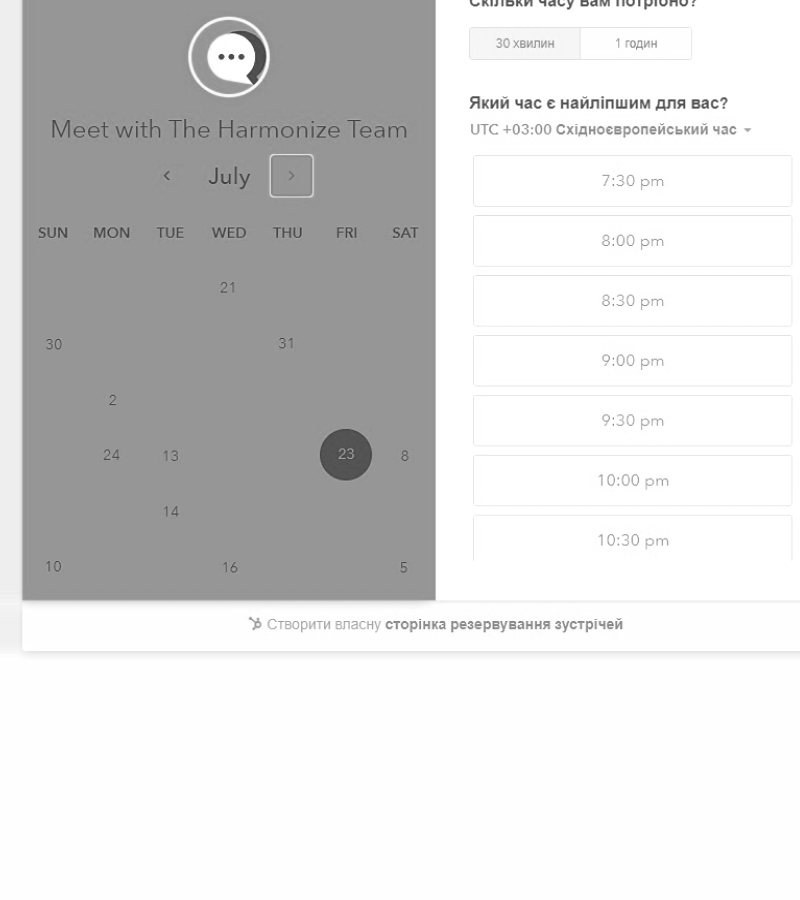 Скільки часу вам потрібно?
30 хвилин 1 годин
Meet with The Harmonize Team
July
SUN MON TUE WED THU FRI SAT
21
30 31
2
24 13 23 8
14
10 16 5
Який час є найліпшим для вас?
UTC +03:00 Східноєвропейський час
7:30 pm
8:00 pm
8:30 pm
9:00 pm
9:30 pm
10:00 pm
10:30 pm
Створити власну сторінка резервування зустрічей